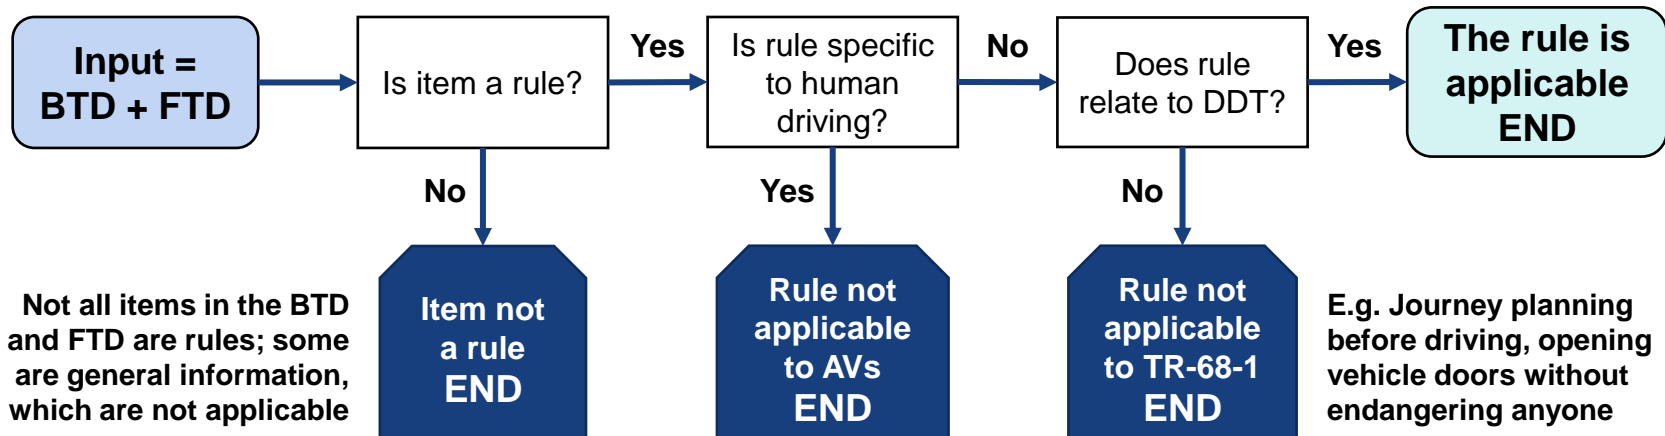 Input =
BTD + FTD
Is item a rule?
Yes
Is rule specific
to human
driving?
No
Does rule
relate to DDT?
Yes
The rule is
applicable
END
No
Yes
No
Not all items in the BTD
and FTD are rules; some
are general information,
which are not applicable
Item not
a rule
END
Rule not
applicable
to AVs
END
Rule not
applicable
to TR-68-1
END
E.g. Journey planning
before driving, opening
vehicle doors without
endangering anyone